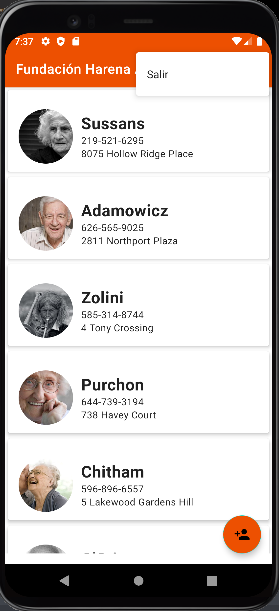 7:37
Fundación Harena
Salir
Sussans
219-521-6295
8075 Hollow Ridge Place
Adamowicz
626-565-9025
2811 Northport Plaza
Zolini
585-314-8744
4 Tony Crossing
Purchon
644-739-3194
738 Havey Court
Chitham
596-896-6557
5 Lakewood Gardens Hill